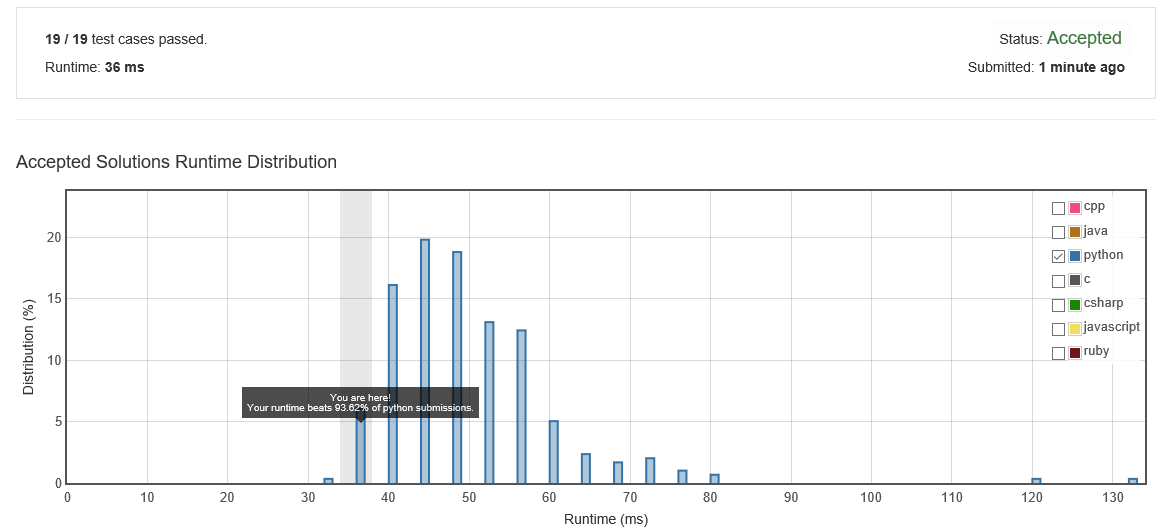 19 / 19 test cases passed.
Status: Accepted
Runtime: 36 ms
Submitted: 1 minute ago
Accepted Solutions Runtime Distribution
cpp
java
python
c
csharp
javascript
ruby
You are here!
Your runtime beats 93.62% of python submissions.
Distribution (%)
20
15
10
5
0
0 10 20 30 40 50 60 70 80 90 100 110 120 130
Runtime (ms)